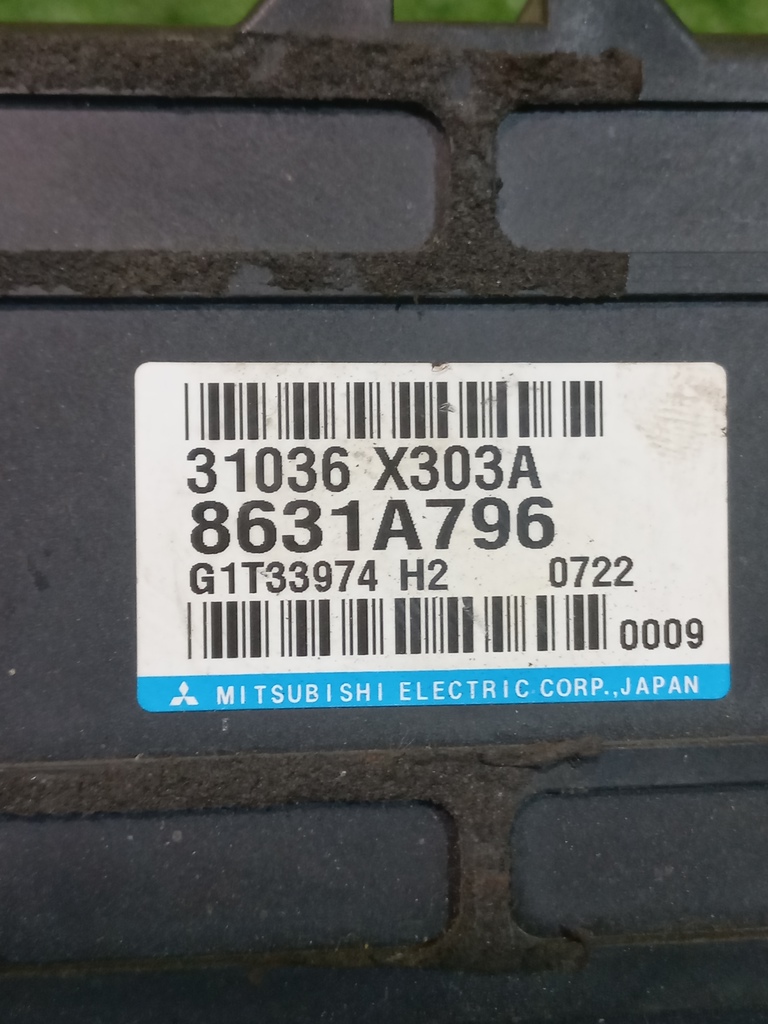 31036 X303A
8631A796
G1T33974 H2 0722
0009
MITSUBISHI ELECTRIC CORP.,JAPAN